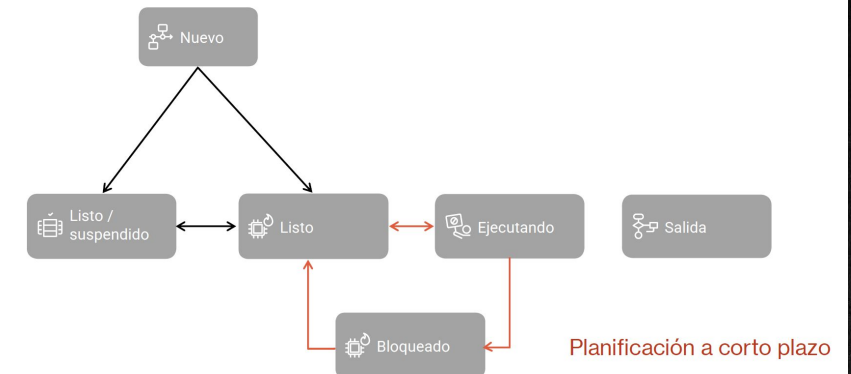 Nuevo
Listo /
suspendido
Listo
Ejecutando
Salida
Bloqueado
Planificación a corto plazo